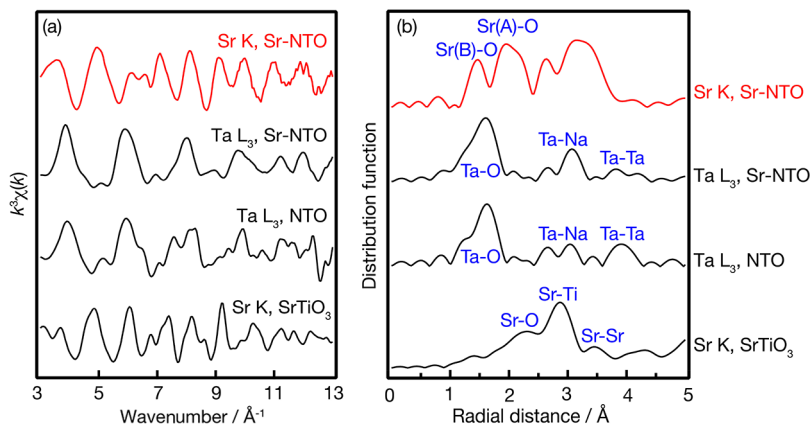 (a)
Sr K, Sr-NTO
Ta L₃, Sr-NTO
Ta L₃, NTO
Sr K, SrTiO₃
k³χ(k)
3 5 7 9 11 13
Wavenumber / Å⁻¹
(b)
Sr(A)-O
Sr(B)-O
Sr K, Sr-NTO
Ta-Na
Ta-Ta
Ta-O
Ta L₃, Sr-NTO
Ta-Na
Ta-Ta
Ta-O
Ta L₃, NTO
Sr-Ti
Sr-O
Sr-Sr
Sr K, SrTiO₃
Distribution function
0 1 2 3 4 5
Radial distance / Å